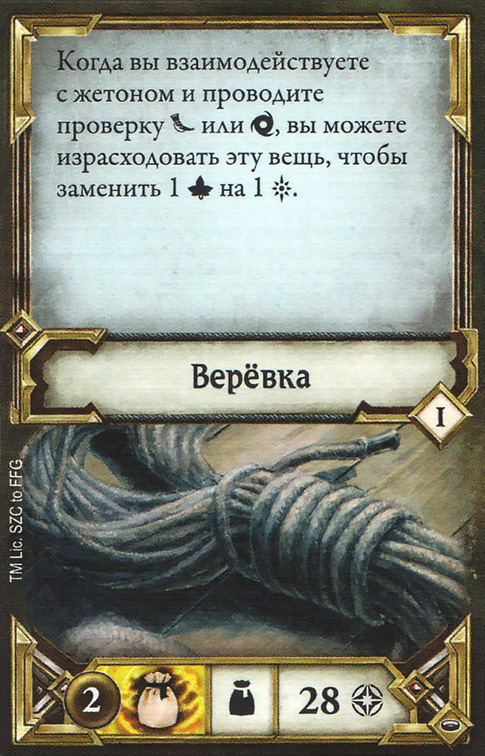 Когда вы взаимодействуете
с жетоном и проводите
проверку или , вы можете
израсходовать эту вещь, чтобы
заменить 1 на 1 .
Верёвка
I
TM Lic. SZC to FFG
2
28